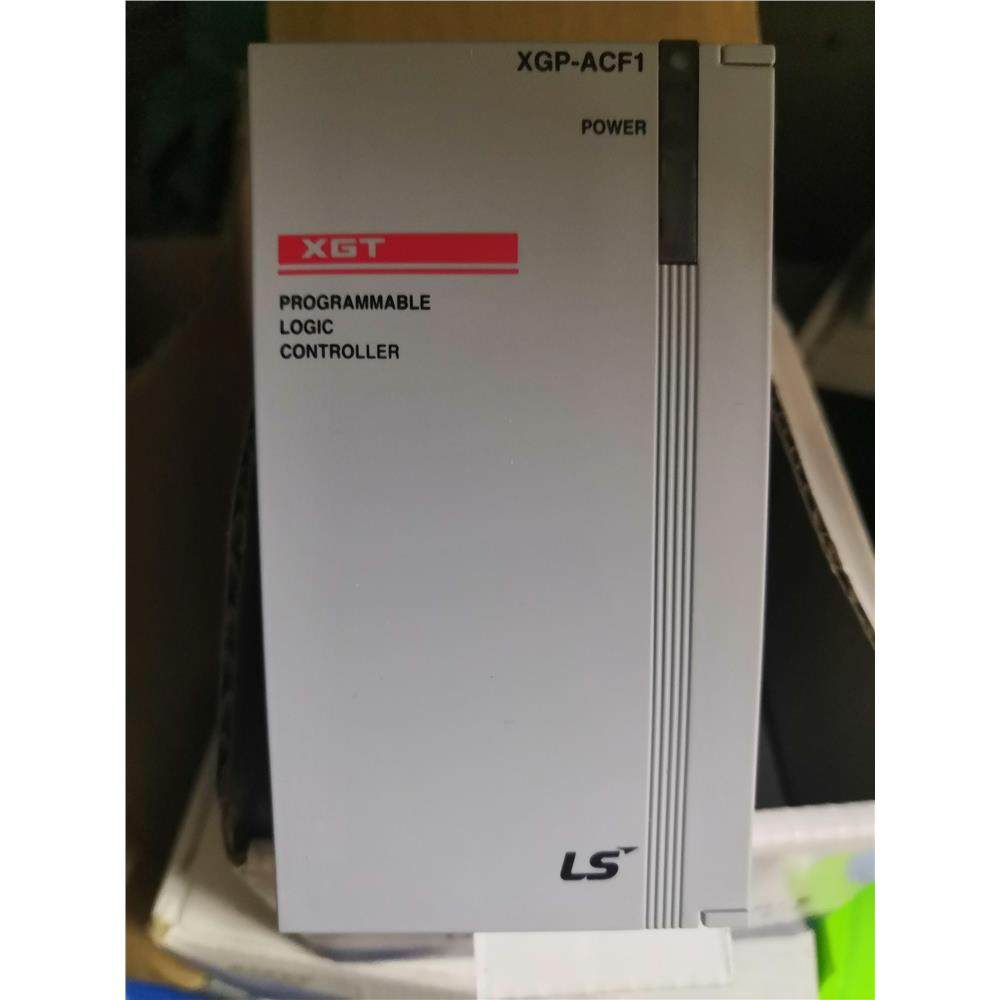 XGP-ACF1
POWER
XGT
PROGRAMMABLE
LOGIC
CONTROLLER
LS